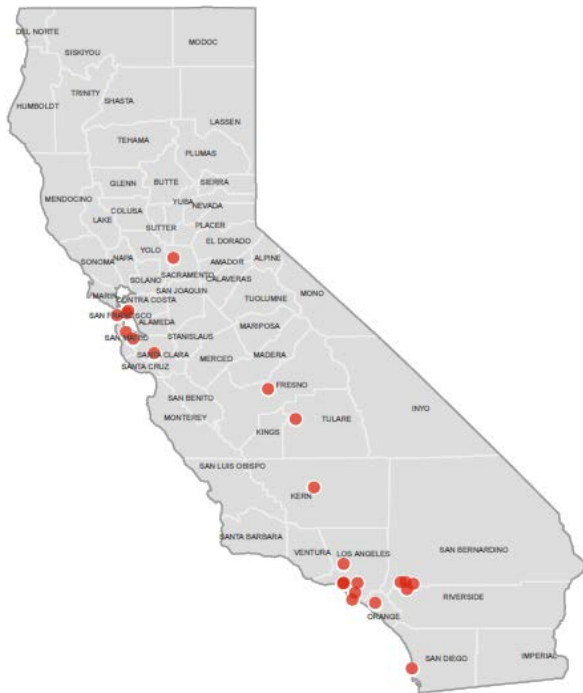 DEL NORTE
SISKIYOU
MODOC
TRINITY
SHASTA
HUMBOLDT
LASSEN
TEHAMA
PLUMAS
GLENN
BUTTE
SIERRA
MENDOCINO
YUBA
NEVADA
COLUSA
LAKE
SUTTER
PLACER
EL DORADO
YOLO
SONOMA
NAPA
AMADOR
ALPINE
SACRAMENTO
SOLANO
CALAVERAS
SAN JOAQUIN
MARIN
CONTRA COSTA
TUOLUMNE
MONO
SAN FRANCISCO
ALAMEDA
MARIPOSA
SAN MATEO
STANISLAUS
SANTA CLARA
MERCED
MADERA
SANTA CRUZ
FRESNO
SAN BENITO
INYO
MONTEREY
TULARE
KINGS
SAN LUIS OBISPO
KERN
SANTA BARBARA
SAN BERNARDINO
VENTURA
LOS ANGELES
RIVERSIDE
ORANGE
SAN DIEGO
IMPERIAL